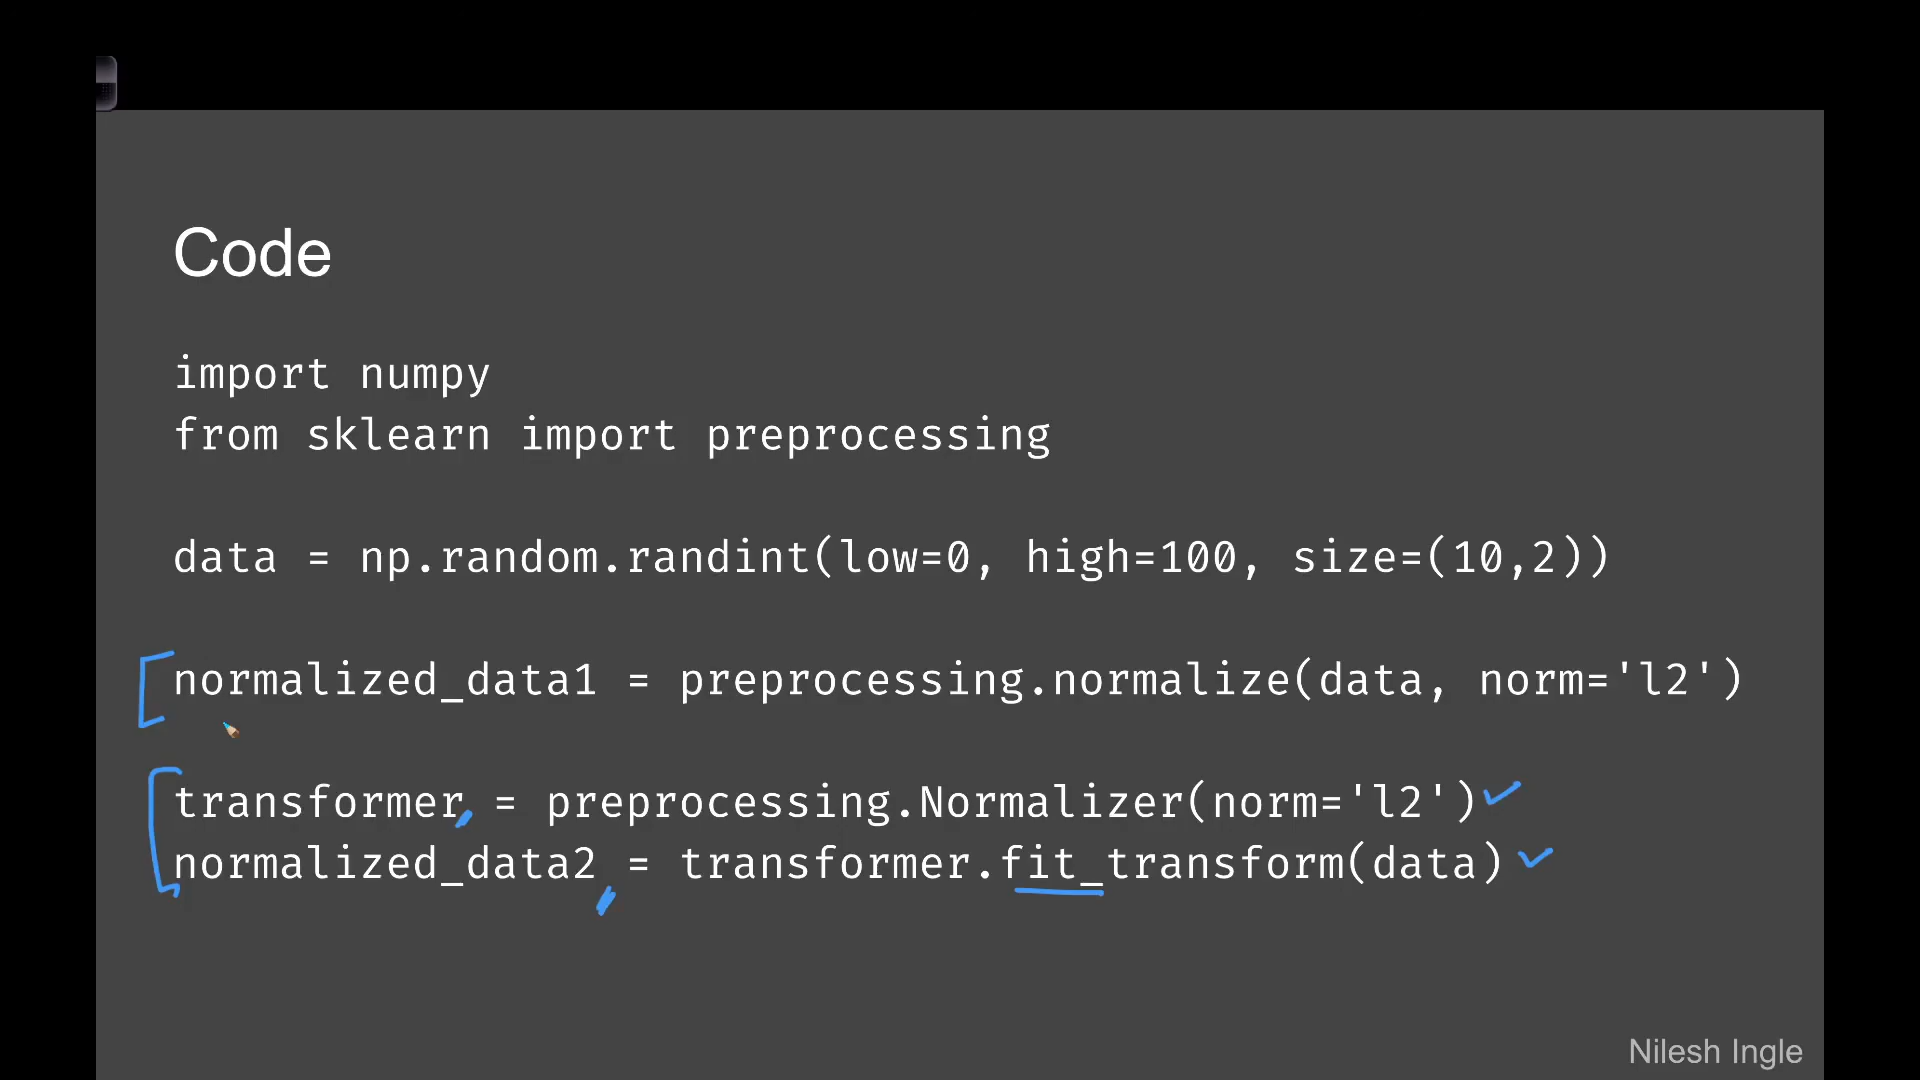 Code
import numpy
from sklearn import preprocessing
data = np.random.randint(low=0, high=100, size=(10,2))
normalized_data1 = preprocessing.normalize(data, norm='l2')
transformer = preprocessing.Normalizer(norm='l2')
normalized_data2 = transformer.fit_transform(data)
Nilesh Ingle